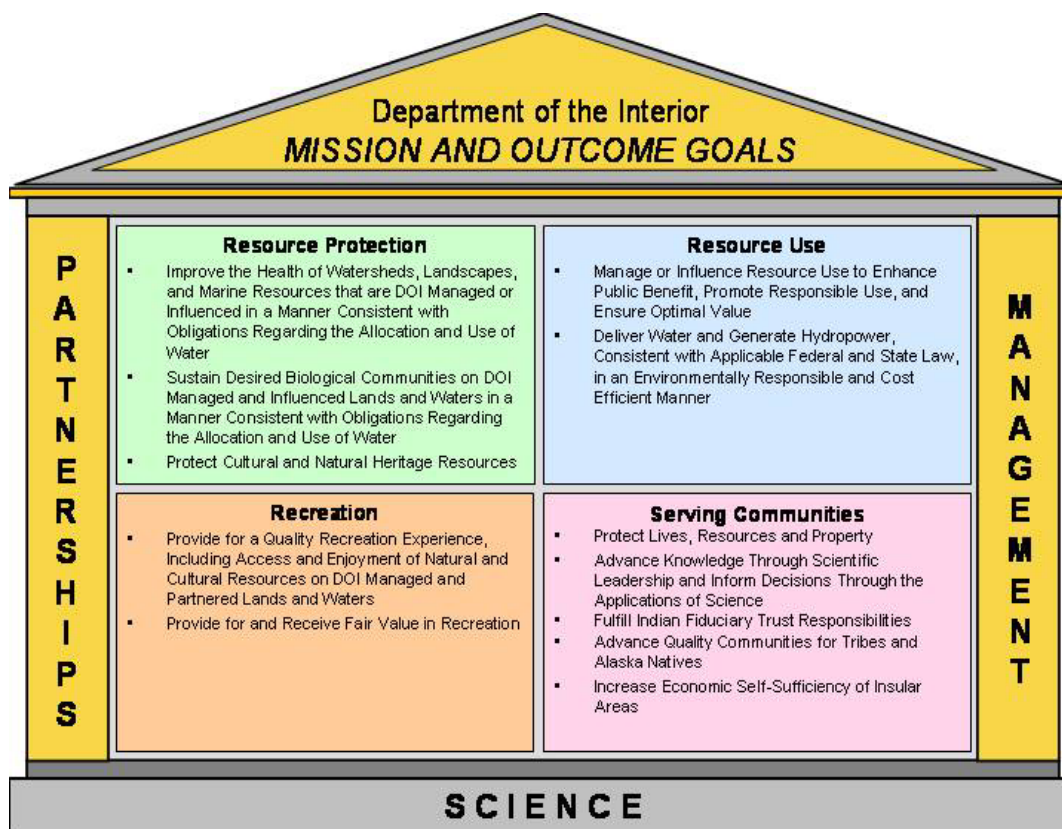 Department of the Interior
MISSION AND OUTCOME GOALS
PARTNERSHIPS
Resource Protection
▪ Improve the Health of Watersheds, Landscapes,
and Marine Resources that are DOI Managed or
Influenced in a Manner Consistent with
Obligations Regarding the Allocation and Use of
Water
▪ Sustain Desired Biological Communities on DOI
Managed and Influenced Lands and Waters in a
Manner Consistent with Obligations Regarding
the Allocation and Use of Water
▪ Protect Cultural and Natural Heritage Resources
Resource Use
▪ Manage or Influence Resource Use to Enhance
Public Benefit, Promote Responsible Use, and
Ensure Optimal Value
▪ Deliver Water and Generate Hydropower,
Consistent with Applicable Federal and State Law,
in an Environmentally Responsible and Cost
Efficient Manner
Recreation
▪ Provide for a Quality Recreation Experience,
Including Access and Enjoyment of Natural and
Cultural Resources on DOI Managed and
Partnered Lands and Waters
▪ Provide for and Receive Fair Value in Recreation
Serving Communities
▪ Protect Lives, Resources and Property
▪ Advance Knowledge Through Scientific
Leadership and Inform Decisions Through the
Applications of Science
▪ Fulfill Indian Fiduciary Trust Responsibilities
▪ Advance Quality Communities for Tribes and
Alaska Natives
▪ Increase Economic Self-Sufficiency of Insular
Areas
MANAGEMENT
SCIENCE